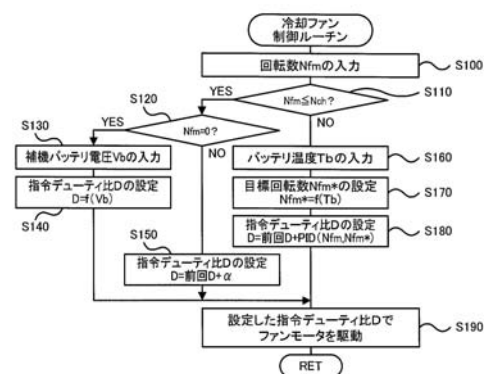 冷却ファン
制御ルーチン
回転数Nfmの入力
S100
Nfm≦Nch?
S110
YES
NO
S120
Nfm=0?
YES
NO
S130
補機バッテリ電圧Vbの入力
指令デューティ比Dの設定
D=f(Vb)
S140
S150
指令デューティ比Dの設定
D=前回D+α
バッテリ温度Tbの入力
S160
目標回転数Nfm*の設定
Nfm*=f(Tb)
S170
指令デューティ比Dの設定
D=前回D+PID(Nfm,Nfm*)
S180
設定した指令デューティ比Dで
ファンモータを駆動
S190
RET